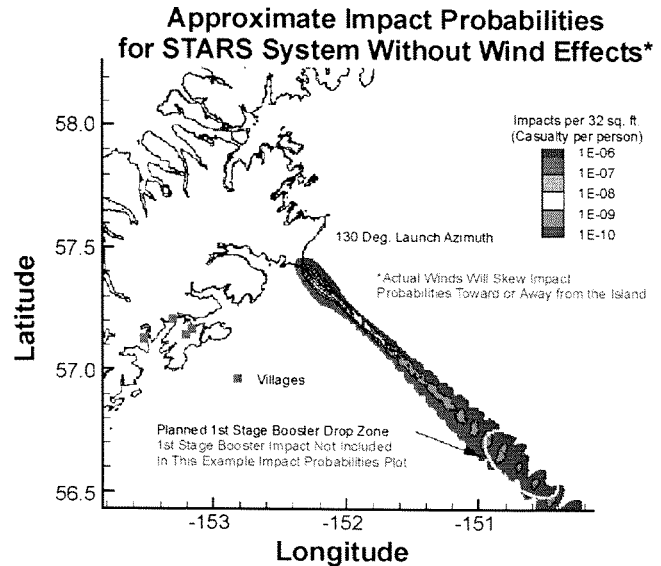 Approximate Impact Probabilities
for STARS System Without Wind Effects*
Impacts per 32 sq. ft.
(Casualty per person)
1E-06
1E-07
1E-08
1E-09
1E-10
58.0
57.5
57.0
56.5
Latitude
130 Deg. Launch Azimuth
*Actual Winds Will Skew Impact
Probabilities Toward or Away from the Island
Villages
Planned 1st Stage Booster Drop Zone
1st Stage Booster Impact Not Included
In This Example Impact Probabilities Plot
-153
-152
-151
Longitude